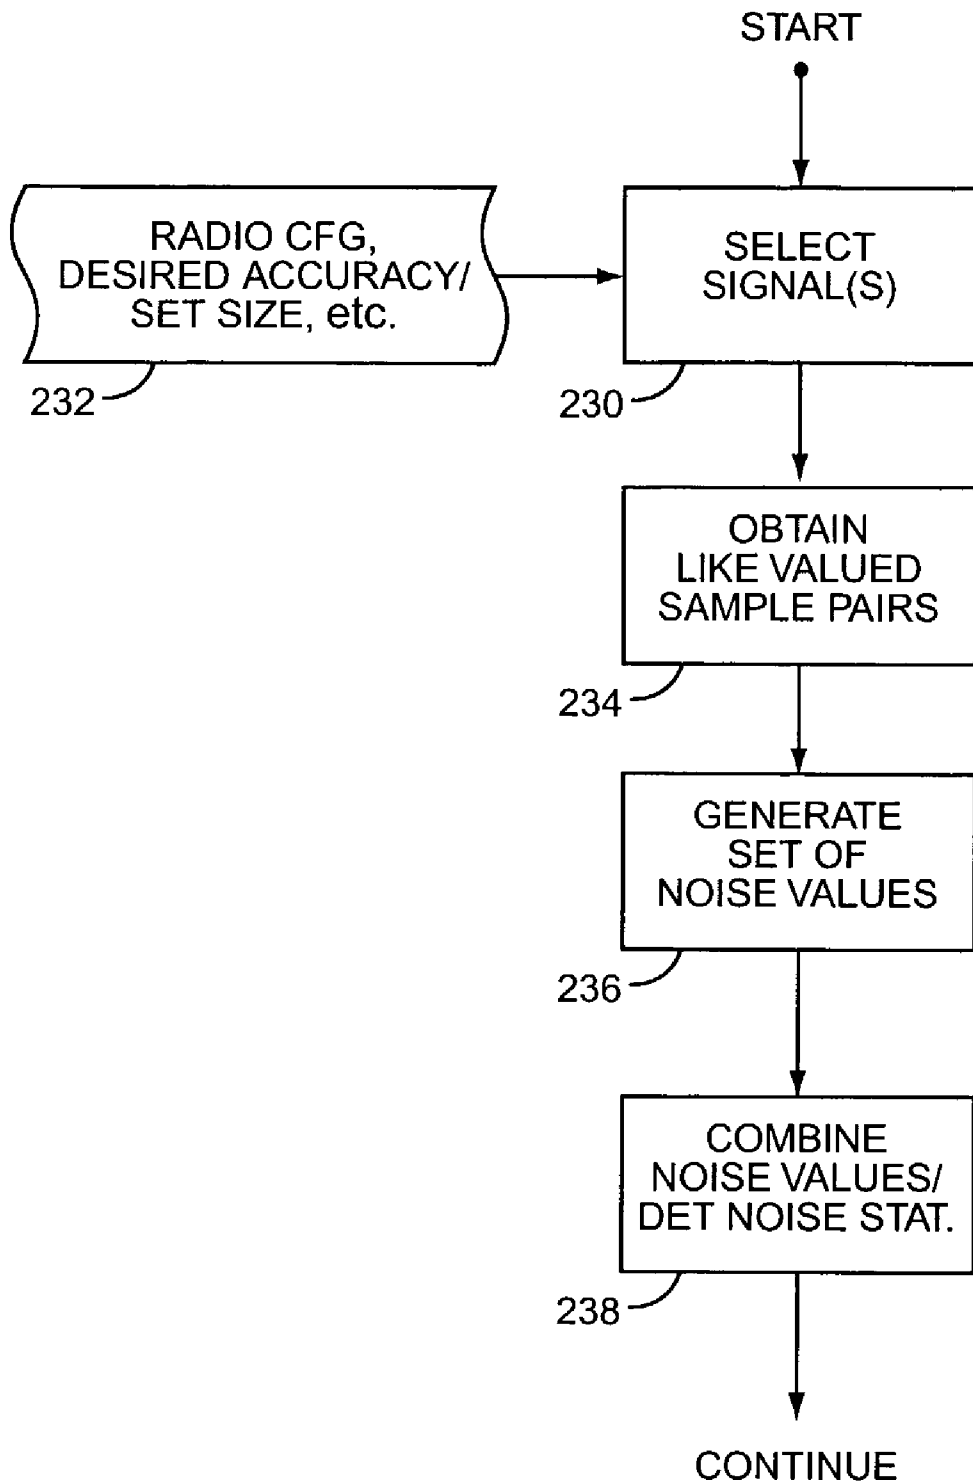 START
RADIO CFG,
DESIRED ACCURACY/
SET SIZE, etc.
232
SELECT
SIGNAL(S)
230
OBTAIN
LIKE VALUED
SAMPLE PAIRS
234
GENERATE
SET OF
NOISE VALUES
236
COMBINE
NOISE VALUES/
DET NOISE STAT.
238
CONTINUE